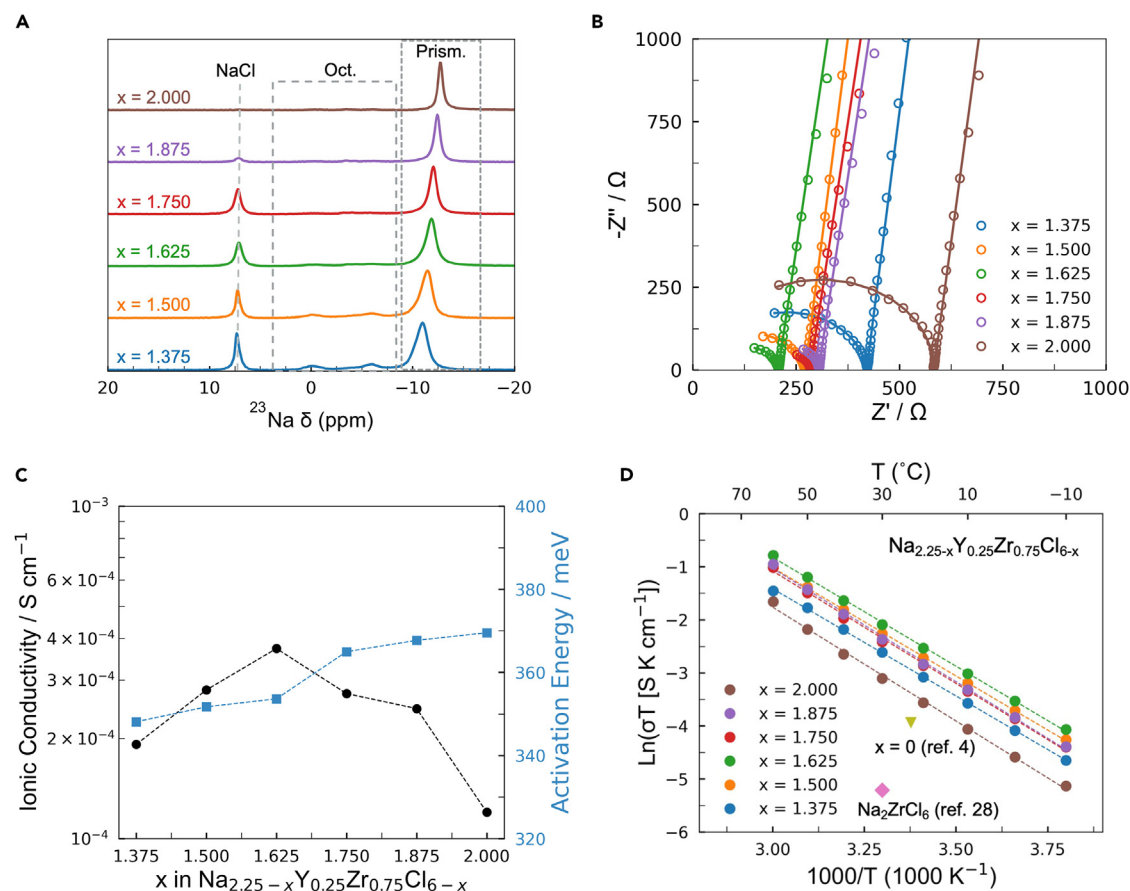 A
NaCl
Oct.
Prism.
x = 2.000
x = 1.875
x = 1.750
x = 1.625
x = 1.500
x = 1.375
20
10
0
-10
-20
²³Na δ (ppm)
B
1000
750
500
250
0
-Z″ / Ω
x = 1.375
x = 1.500
x = 1.625
x = 1.750
x = 1.875
x = 2.000
0
250
500
750
1000
Z′ / Ω
C
10⁻³
6 × 10⁻⁴
4 × 10⁻⁴
3 × 10⁻⁴
2 × 10⁻⁴
10⁻⁴
Ionic Conductivity / S cm⁻¹
400
380
360
340
320
Activation Energy / meV
1.375
1.500
1.625
1.750
1.875
2.000
x in Na₂.₂₅₋ₓY₀.₂₅Zr₀.₇₅Cl₆₋ₓ
D
T (˚C)
70
50
30
10
−10
0
−1
−2
−3
−4
−5
−6
Ln(σT [S K cm⁻¹])
Na₂.₂₅₋ₓY₀.₂₅Zr₀.₇₅Cl₆₋ₓ
x = 2.000
x = 1.875
x = 1.750
x = 1.625
x = 1.500
x = 1.375
x = 0 (ref. 4)
Na₂ZrCl₆ (ref. 28)
3.00
3.25
3.50
3.75
1000/T (1000 K⁻¹)